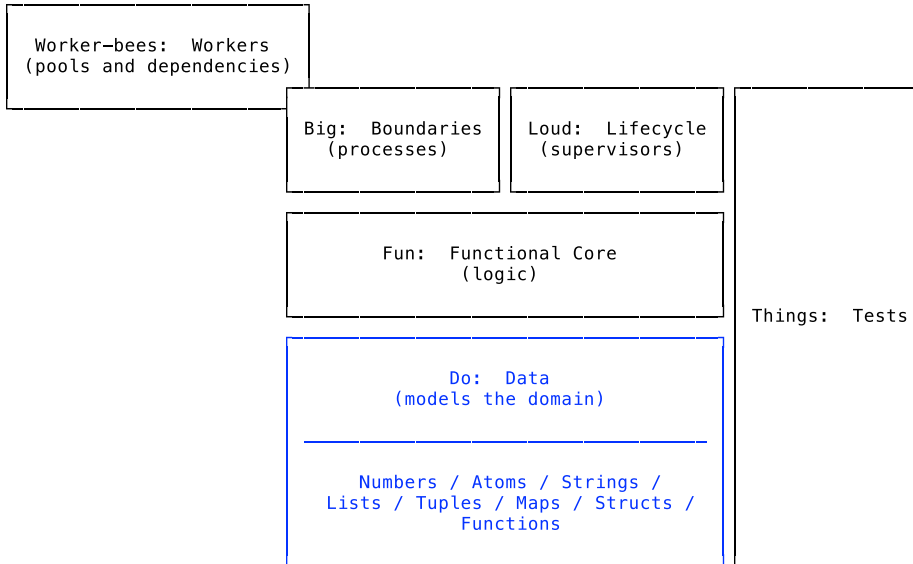 Worker-bees:  Workers
(pools and dependencies)
Big:  Boundaries
(processes)
Loud:  Lifecycle
(supervisors)
Fun:  Functional Core
(logic)
Things:  Tests
Do:  Data
(models the domain)
Numbers / Atoms / Strings /
Lists / Tuples / Maps / Structs /
Functions